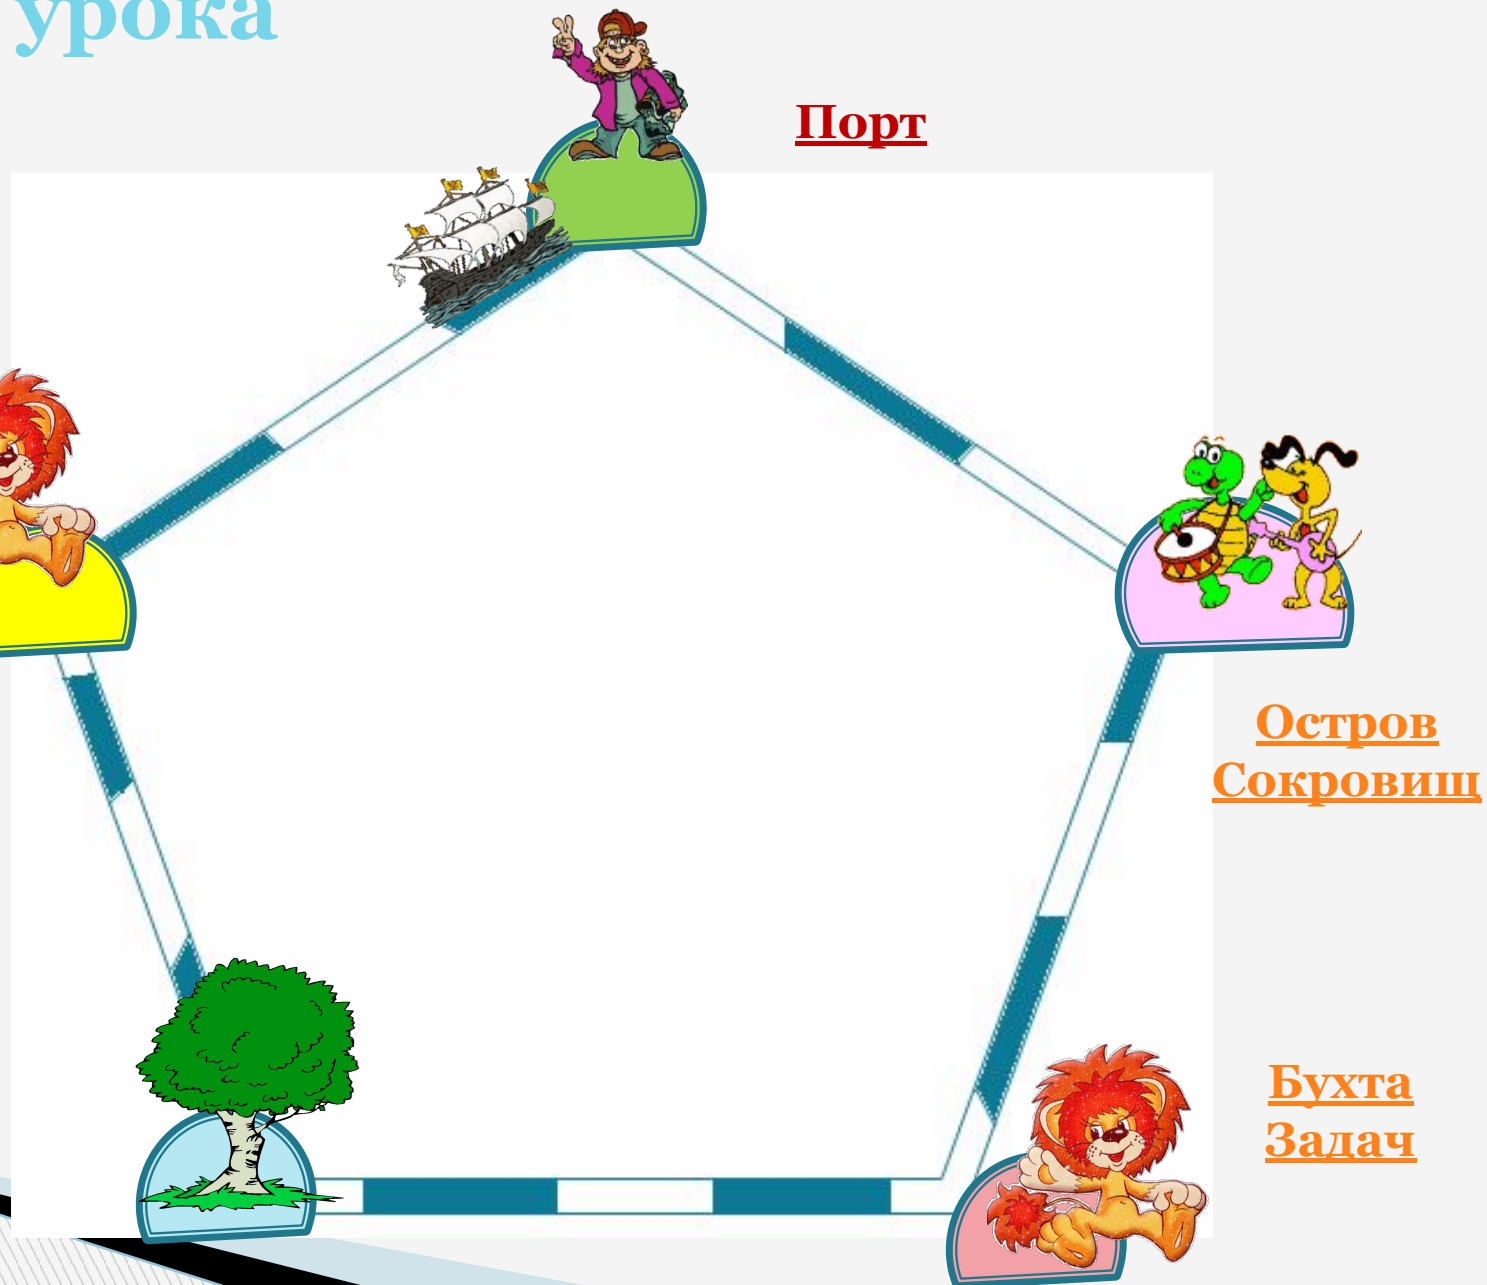 урока
Порт
Остров
Сокровищ
Бухта
Задач